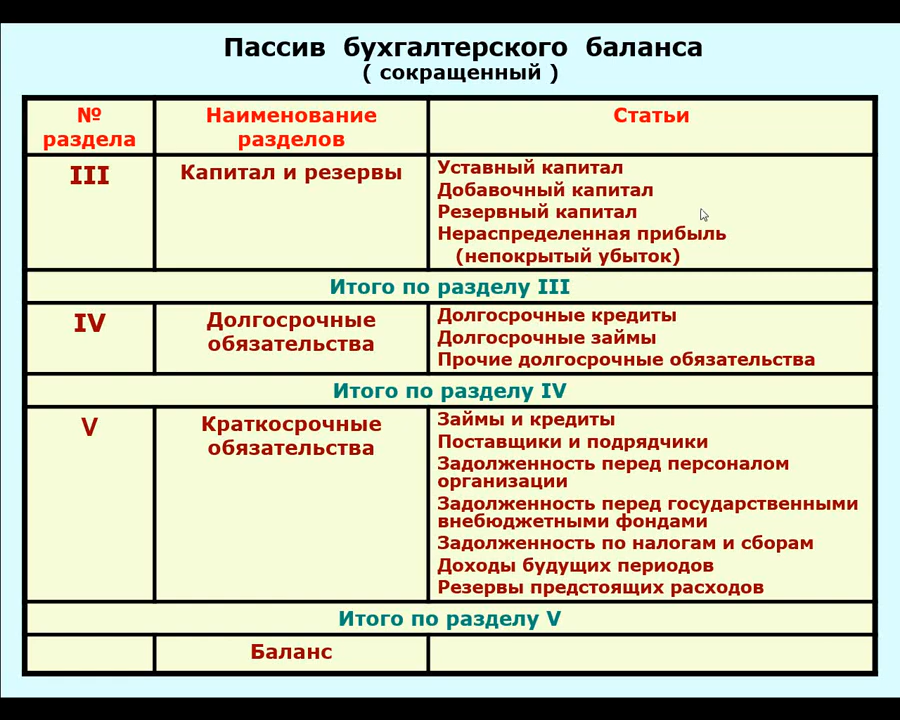 Пассив бухгалтерского баланса
( сокращенный )
№
раздела
Наименование
разделов
Статьи
III
Капитал и резервы
Уставный капитал
Добавочный капитал
Резервный капитал
Нераспределенная прибыль
(непокрытый убыток)
Итого по разделу III
IV
Долгосрочные
обязательства
Долгосрочные кредиты
Долгосрочные займы
Прочие долгосрочные обязательства
Итого по разделу IV
V
Краткосрочные
обязательства
Займы и кредиты
Поставщики и подрядчики
Задолженность перед персоналом
организации
Задолженность перед государственными
внебюджетными фондами
Задолженность по налогам и сборам
Доходы будущих периодов
Резервы предстоящих расходов
Итого по разделу V
Баланс